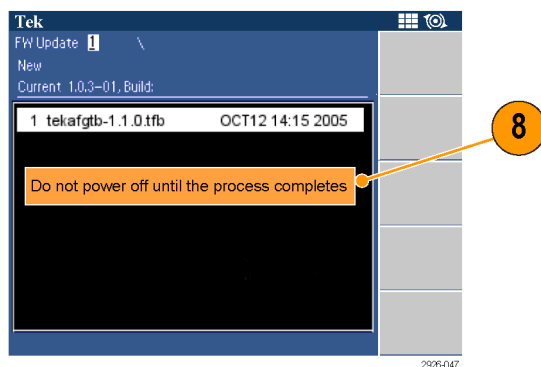 Tek
FW Update 1 \
New
Current 1.0.3-01, Build:
1 tekafgtb-1.1.0.tfb OCT12 14:15 2005
8
Do not power off until the process completes
2926-047